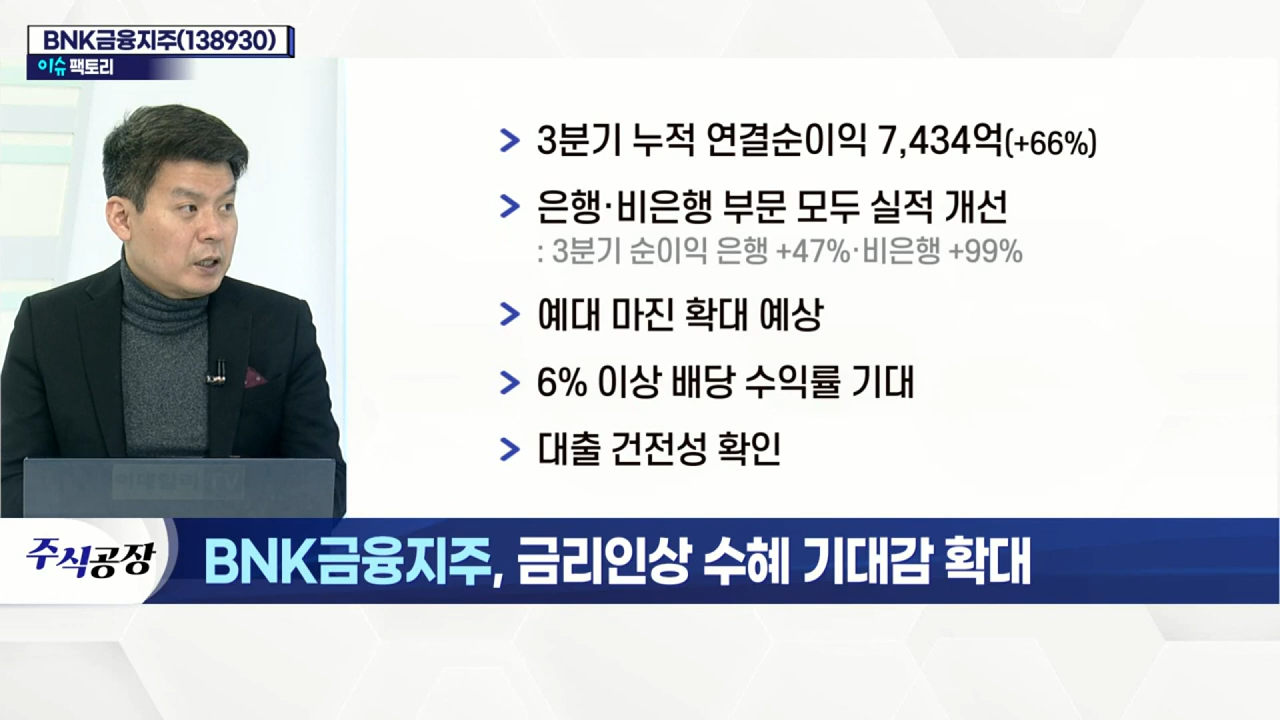 BNK금융지주(138930)
이슈 팩토리
> 3분기 누적 연결순이익 7,434억(+66%)
> 은행·비은행 부문 모두 실적 개선
: 3분기 순이익 은행 +47%·비은행 +99%
> 예대 마진 확대 예상
> 6% 이상 배당 수익률 기대
> 대출 건전성 확인
이데일리 TV
주식공장
BNK금융지주, 금리인상 수혜 기대감 확대